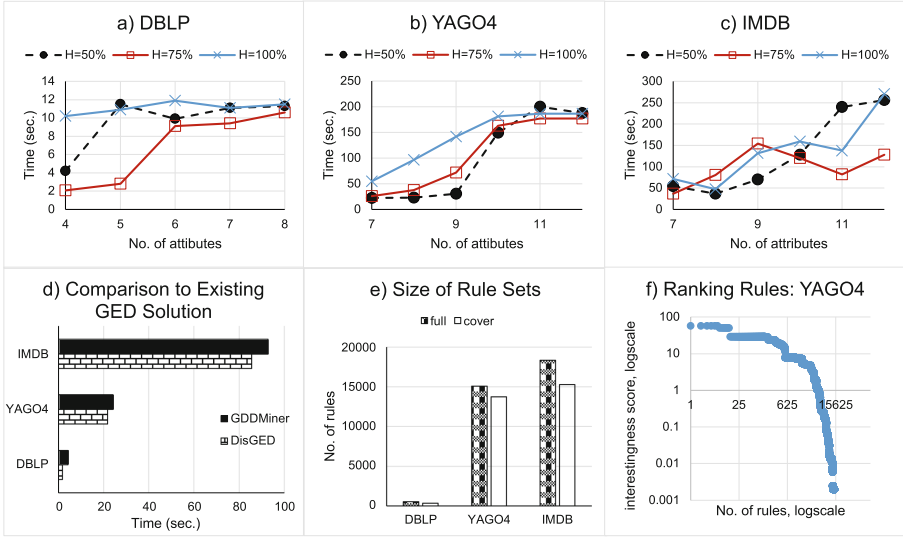 a) DBLP
H=50% H=75% H=100%
14
12
10
8
6
4
2
0
Time (sec.)
4 5 6 7 8
No. of attibutes
b) YAGO4
H=50% H=75% H=100%
250
200
150
100
50
0
Time (sec.)
7 9 11
No. of attibutes
c) IMDB
H=50% H=75% H=100%
300
250
200
150
100
50
0
Time (sec.)
7 9 11
No. of attributes
d) Comparison to Existing
GED Solution
IMDB
YAGO4
DBLP
GDDMiner
DisGED
0 20 40 60 80 100
Time (sec.)
e) Size of Rule Sets
full cover
20000
15000
10000
5000
0
No. of rules
DBLP YAGO4 IMDB
f) Ranking Rules: YAGO4
100
10
1
0.1
0.01
0.001
interestingness score, logscale
1 25 625 15625
No. of rules, logscale